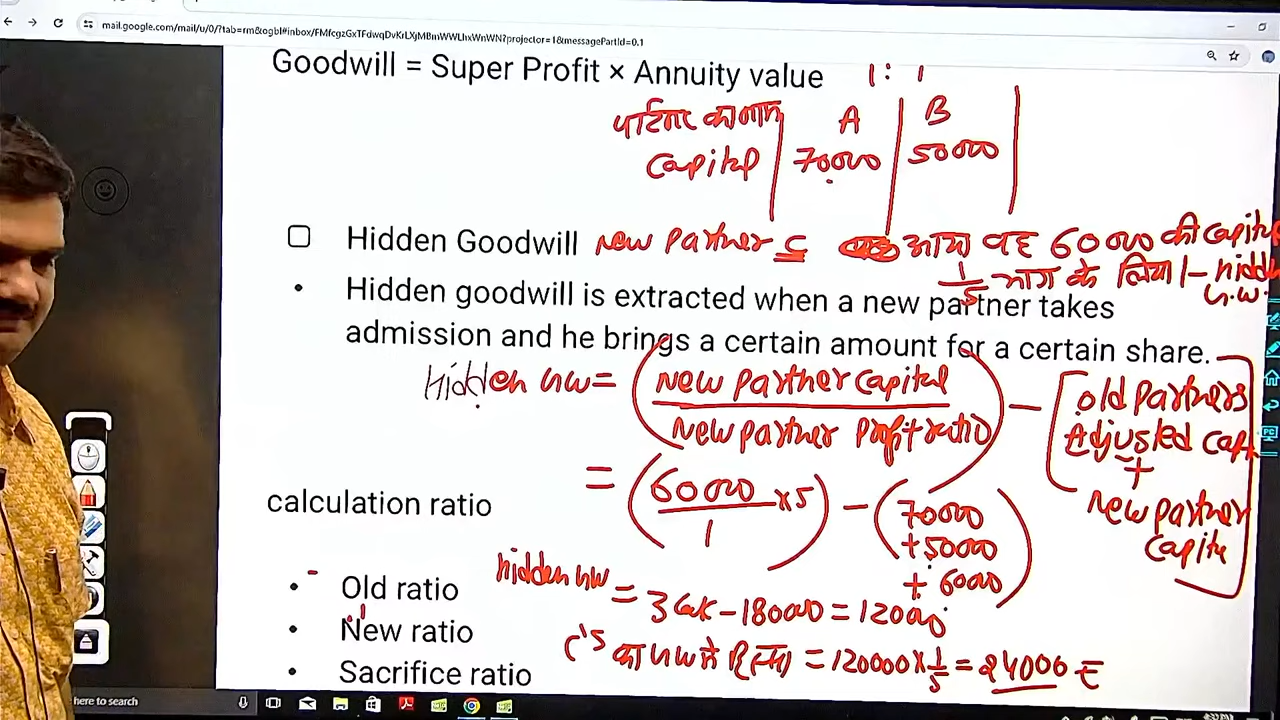 mail.google.com/mail/u/0/?tab=rm&ogbl#inbox/FMfcgzGxTFdwqDvKrLXjMBmWWLhxWnWN?projector=1&messagePartId=0.1
Goodwill = Super Profit × Annuity value 1 : 1
पार्टनर का नाम A B
Capital 70000 50000
Hidden Goodwill New Partner C आया वह 60000 की Capital
1/5 भाग के लिया - hidden
Hidden goodwill is extracted when a new partner takes
admission and he brings a certain amount for a certain share.
Hidden GW = (New Partner Capital / New Partner Profit ratio) - [old Partners
Adjusted Cap
+
New Partner
Capite
= (60000/1 × 5) - (70000
+50000
+ 60000)
calculation ratio
Old ratio
hidden GW = 3 - 180000 = 120000
New ratio
C's का GW में = 120000 × 1/5 = 24000 ₹
Sacrifice ratio
here to search